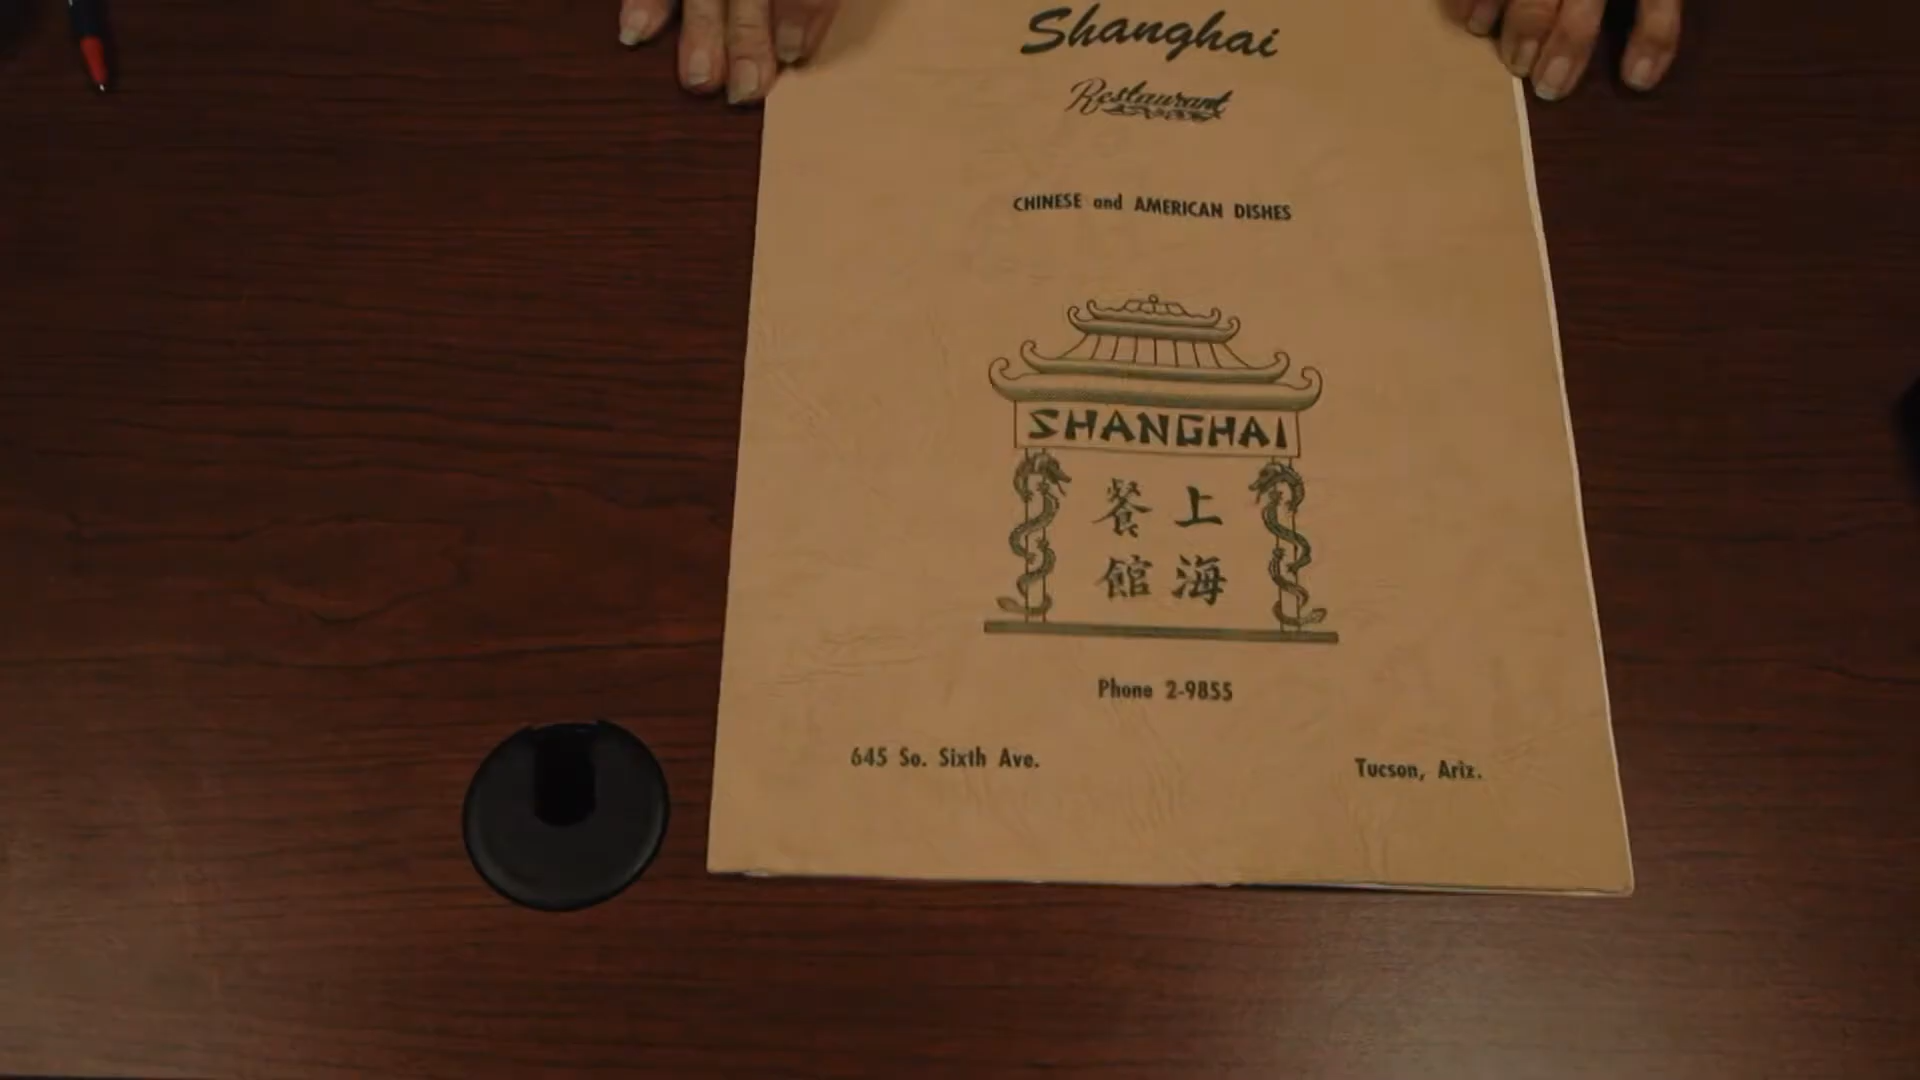 Shanghai
Restaurant
CHINESE and AMERICAN DISHES
SHANGHAI
上海
餐館
Phone 2-9855
645 So. Sixth Ave.
Tucson, Ariz.